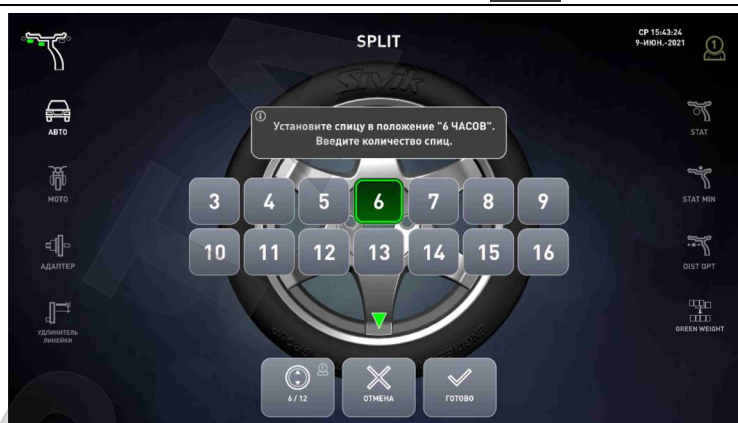 SPLIT
СР 15:43:24
9-ИЮН.-2021
1
Sivik
АВТО
МОТО
АДАПТЕР
УДЛИНИТЕЛЬ
ЛИНЕЙКИ
Установите спицу в положение "6 ЧАСОВ".
Введите количество спиц.
3 4 5 6 7 8 9
10 11 12 13 14 15 16
STAT
STAT MIN
DIST OPT
GREEN WEIGHT
6 / 12
ОТМЕНА
ГОТОВО